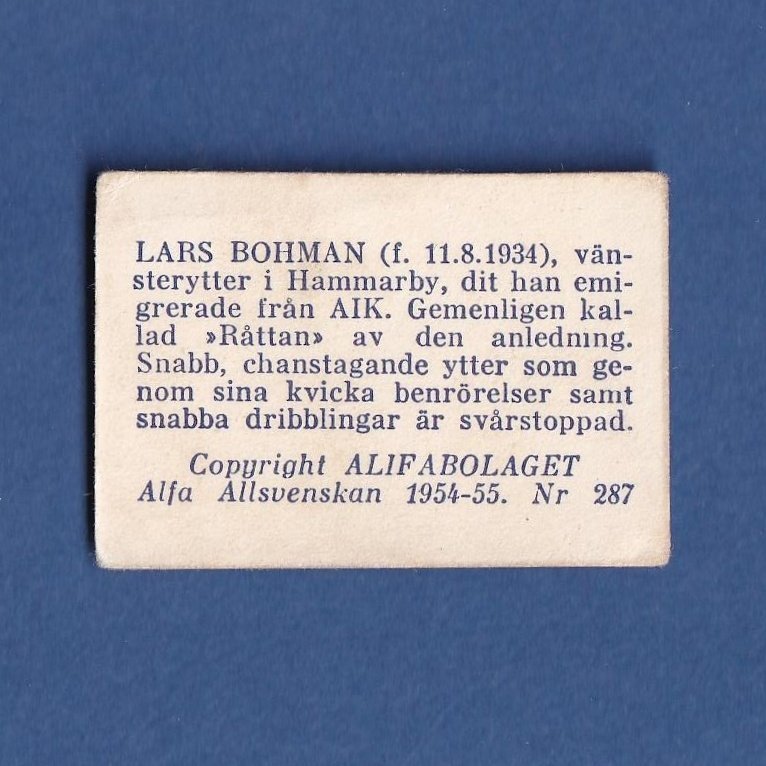 LARS BOHMAN (f. 11.8.1934), vän-
sterytter i Hammarby, dit han emi-
grerade från AIK. Gemenligen kal-
lad »Råttan» av den anledning.
Snabb, chanstagande ytter som ge-
nom sina kvicka benrörelser samt
snabba dribblingar är svårstoppad.
Copyright ALIFABOLAGET
Alfa Allsvenskan 1954-55. Nr 287